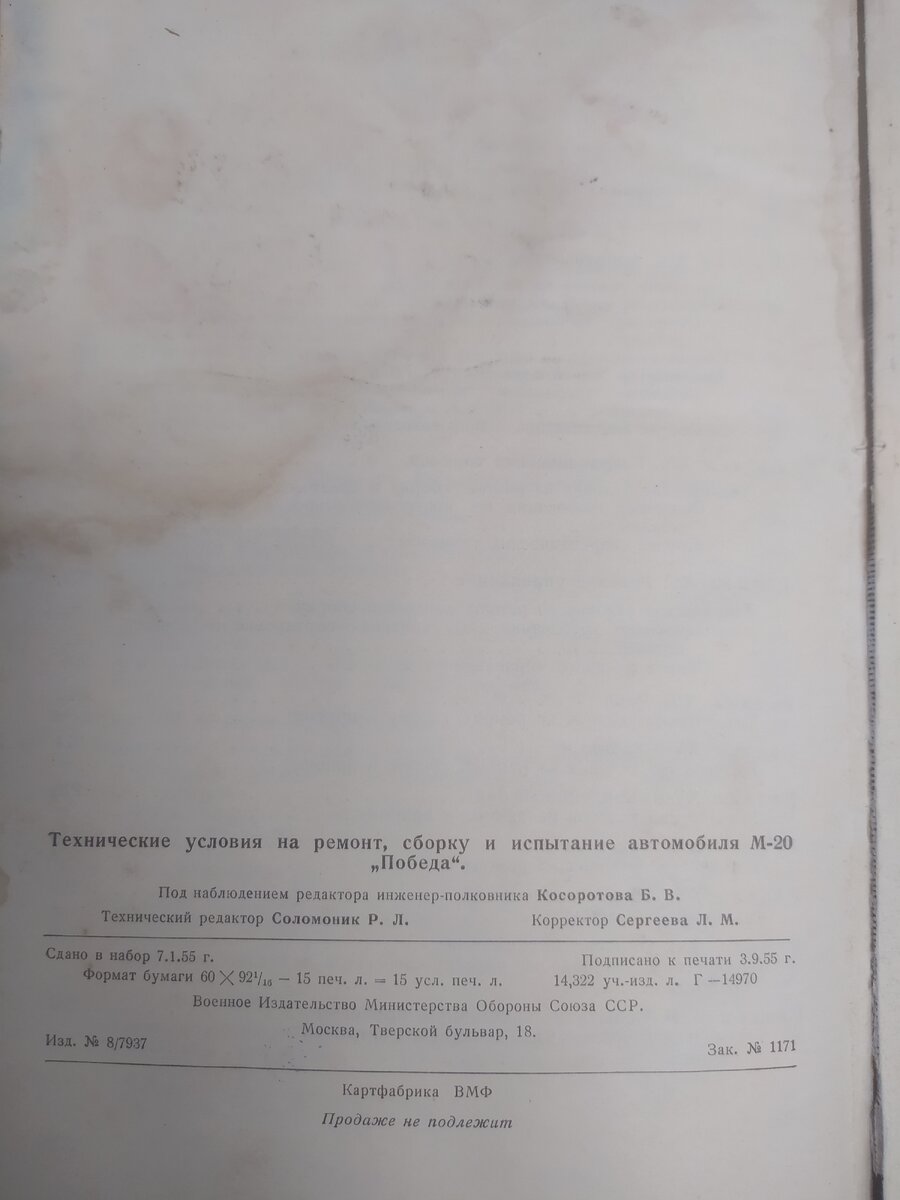 Технические условия на ремонт, сборку и испытание автомобиля М-20
„Победа“.
Под наблюдением редактора инженер-полковника Косоротова Б. В.
Технический редактор Соломоник Р. Л. Корректор Сергеева Л. М.
Сдано в набор 7.1.55 г. Подписано к печати 3.9.55 г.
Формат бумаги 60 × 92¹/₁₆ — 15 печ. л. = 15 усл. печ. л. 14,322 уч.-изд. л. Г —14970
Военное Издательство Министерства Обороны Союза ССР.
Москва, Тверской бульвар, 18.
Изд. № 8/7937 Зак. № 1171
Картфабрика ВМФ
Продаже не подлежит